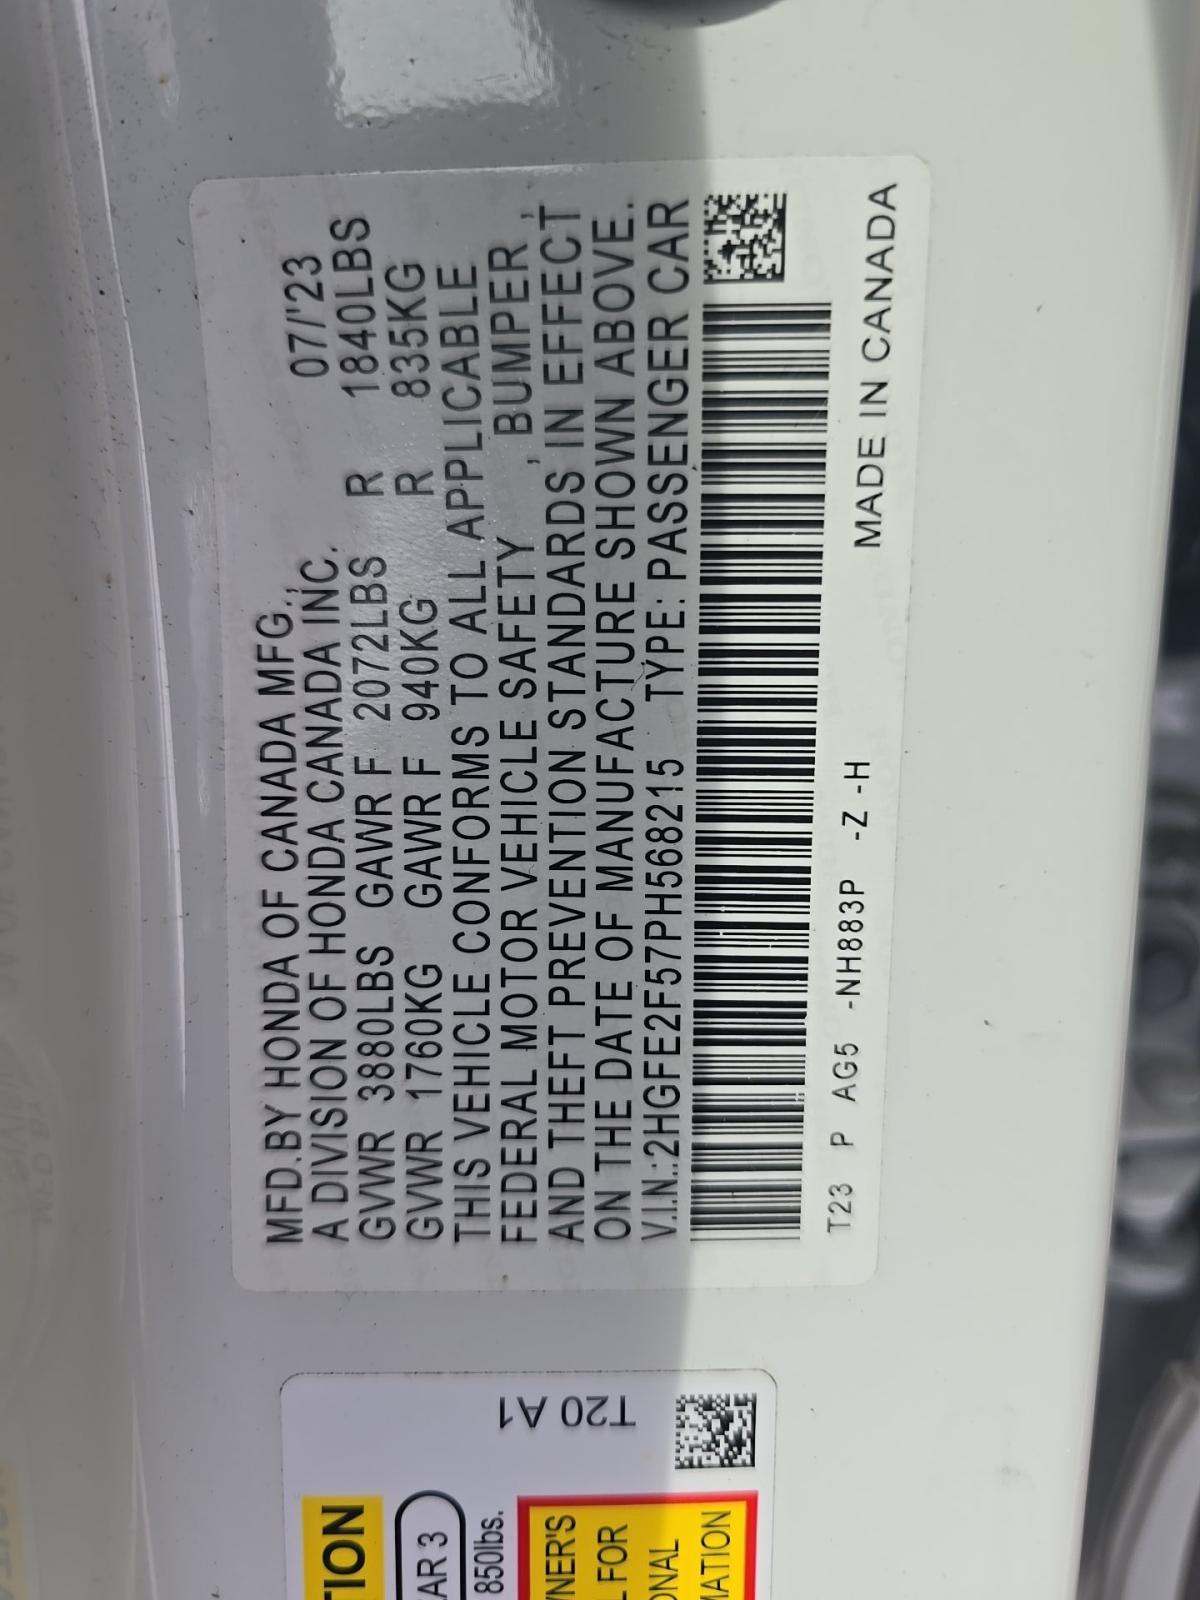 MFD.BY HONDA OF CANADA MFG., 07/'23
A DIVISION OF HONDA CANADA INC.
GVWR 3880LBS GAWR F 2072LBS R 1840LBS
GVWR 1760KG GAWR F 940KG R 835KG
THIS VEHICLE CONFORMS TO ALL APPLICABLE
FEDERAL MOTOR VEHICLE SAFETY , BUMPER ,
AND THEFT PREVENTION STANDARDS IN EFFECT
ON THE DATE OF MANUFACTURE SHOWN ABOVE.
V.I.N.:2HGFE2F57PH568215 TYPE: PASSENGER CAR
T23 P AG5 -NH883P -Z -H MADE IN CANADA
T20 A1
TION
AR 3
850lbs.
NER'S
L FOR
ONAL
MATION